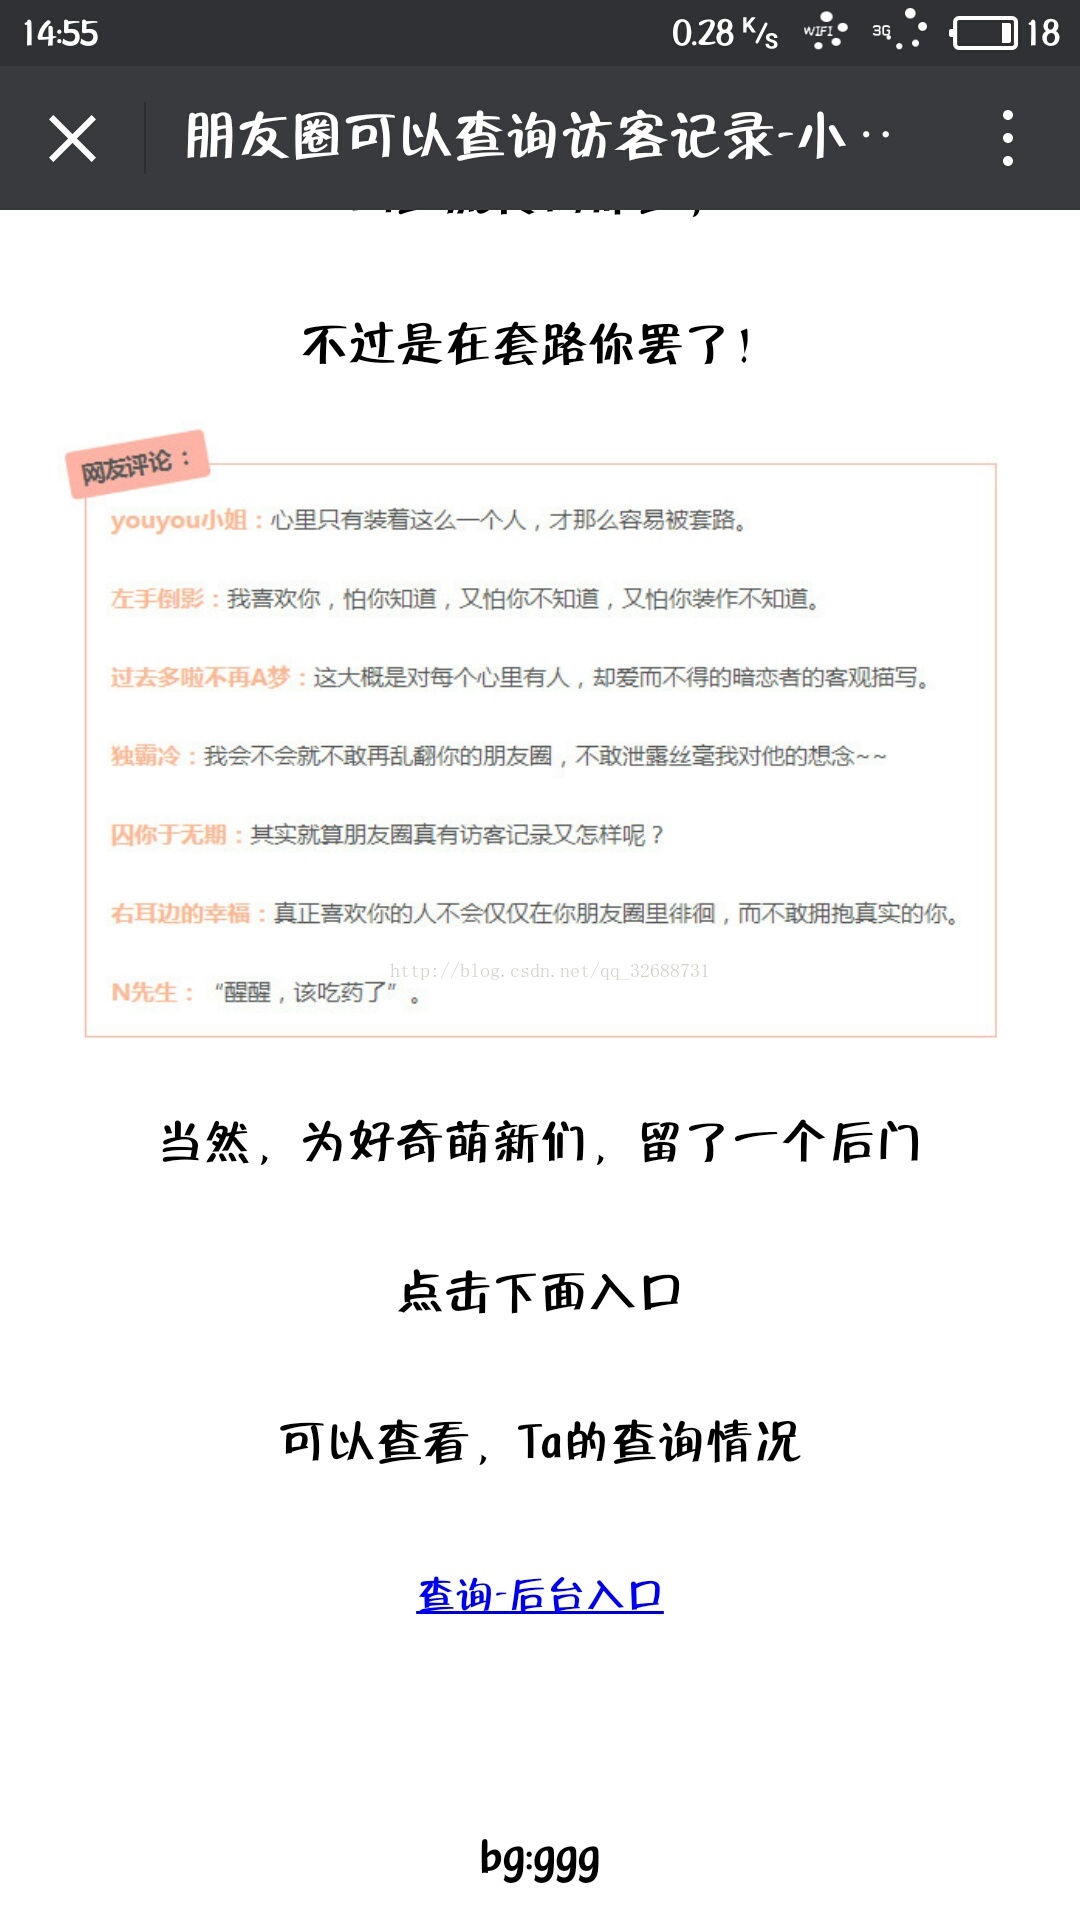 14:55
0.28 K/s
WIFI
3G
18
朋友圈可以查询访客记录-小··
不过是在套路你罢了！
网友评论：
youyou小姐：心里只有装着这么一个人，才那么容易被套路。
左手倒影：我喜欢你，怕你知道，又怕你不知道，又怕你装作不知道。
过去多啦不再A梦：这大概是对每个心里有人，却爱而不得的暗恋者的客观描写。
独霸冷：我会不会就不敢再乱翻你的朋友圈，不敢泄露丝毫我对他的想念~~
囚你于无期：其实就算朋友圈真有访客记录又怎样呢？
右耳边的幸福：真正喜欢你的人不会仅仅在你朋友圈里徘徊，而不敢拥抱真实的你。
http://blog.csdn.net/qq_32688731
N先生：“醒醒，该吃药了”。
当然，为好奇萌新们，留了一个后门
点击下面入口
可以查看，Ta的查询情况
查询-后台入口
bg:ggg